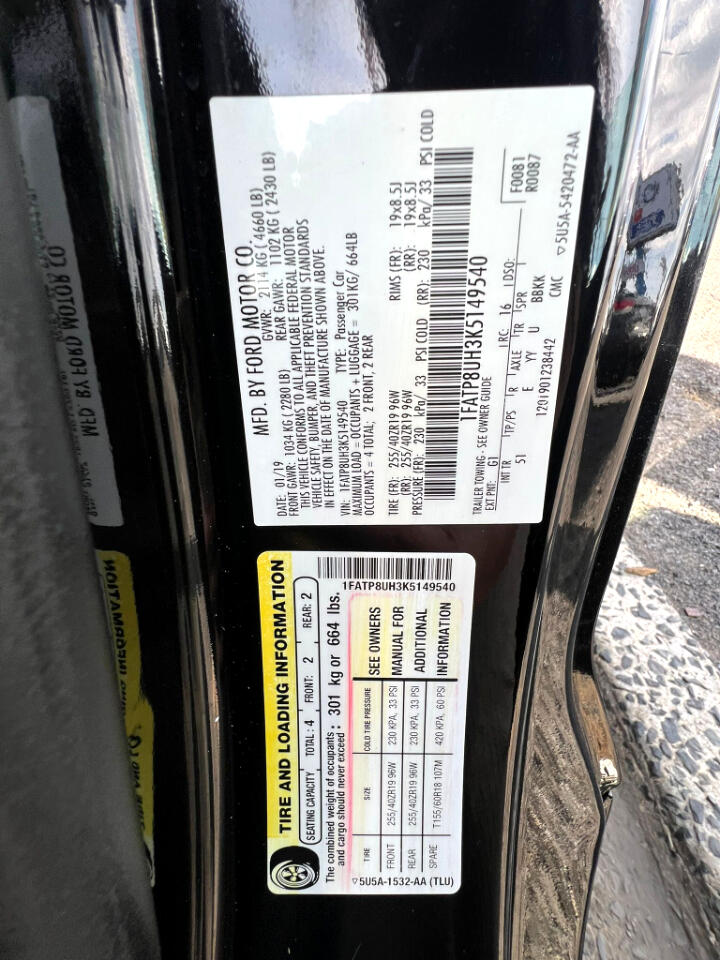 MFD. BY FORD MOTOR CO.
DATE: 01/19 GVWR: 2114 KG (4660 LB)
FRONT GAWR: 1034 KG (2280 LB) REAR GAWR: 1102 KG (2430 LB)
THIS VEHICLE CONFORMS TO ALL APPLICABLE FEDERAL MOTOR
VEHICLE SAFETY, BUMPER, AND THEFT PREVENTION STANDARDS
IN EFFECT ON THE DATE OF MANUFACTURE SHOWN ABOVE.
VIN: 1FATP8UH3K5149540 TYPE: Passenger Car
MAXIMUM LOAD = OCCUPANTS + LUGGAGE = 301KG/ 664LB
OCCUPANTS = 4 TOTAL; 2 FRONT, 2 REAR
TIRE (FR): 255/40ZR19 96W RIMS (FR): 19x8.5J
(RR): 255/40ZR19 96W (RR): 19x8.5J
PRESSURE (FR): 230 kPa/ 33 PSI COLD (RR): 230 kPa/ 33 PSI COLD
1FATP8UH3K5149540
TRAILER TOWING - SEE OWNER GUIDE
EXT PNT: G1 RC: 16 DSO: F0081
INT TR TP/PS R AXLE TR SPR R0087
51 E YY U BBKK
120i901238442 CMC ▽5U5A-5420472-AA
TIRE AND LOADING INFORMATION
SEATING CAPACITY TOTAL: 4 FRONT: 2 REAR: 2
The combined weight of occupants
and cargo should never exceed: 301 kg or 664 lbs.
1FATP8UH3K5149540
TIRE SIZE COLD TIRE PRESSURE SEE OWNERS
FRONT 255/40ZR19 96W 230 KPA, 33 PSI MANUAL FOR
REAR 255/40ZR19 96W 230 KPA, 33 PSI ADDITIONAL
SPARE T155/60R18 107M 420 KPA, 60 PSI INFORMATION
▽5U5A-1532-AA (TLU)
MFD. BY FORD MOTOR CO